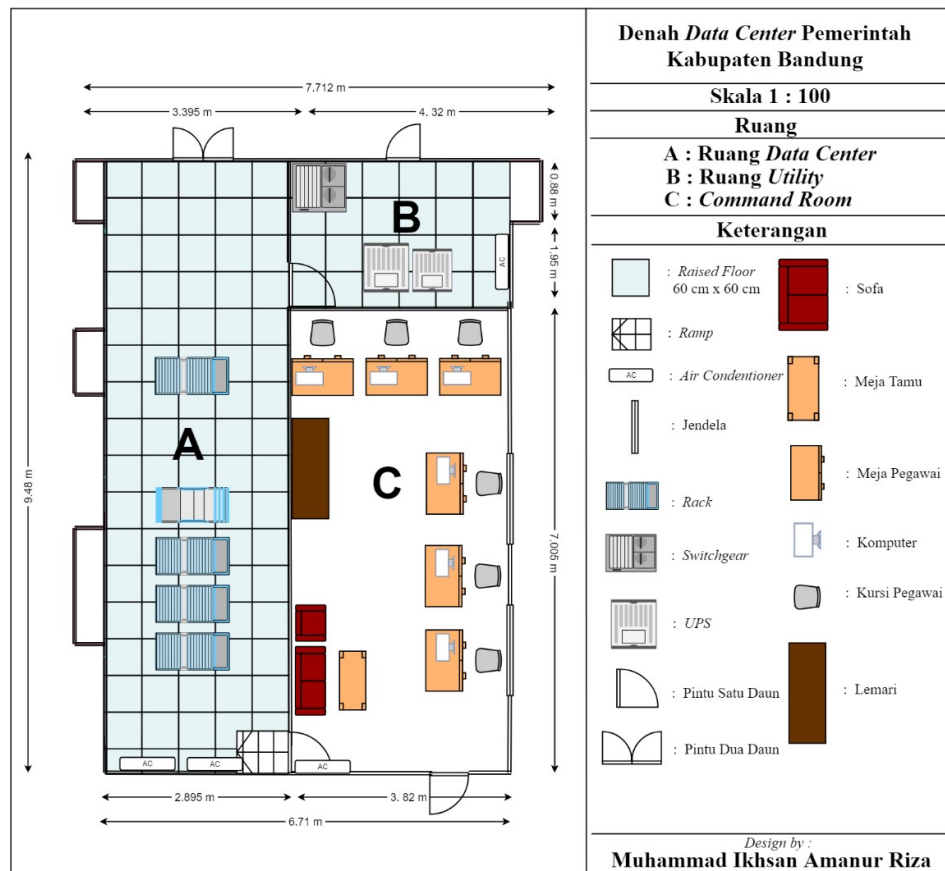 7.712 m
3.395 m
4. 32 m
9.48 m
0.88 m
1.95 m
7.005 m
B
AC
A
C
AC
AC
AC
2.895 m
3. 82 m
6.71 m
Denah Data Center Pemerintah
Kabupaten Bandung
Skala 1 : 100
Ruang
A : Ruang Data Center
B : Ruang Utility
C : Command Room
Keterangan
: Raised Floor
60 cm x 60 cm
: Ramp
AC
: Air Condentioner
: Jendela
: Rack
: Switchgear
: UPS
: Pintu Satu Daun
: Pintu Dua Daun
: Sofa
: Meja Tamu
: Meja Pegawai
: Komputer
: Kursi Pegawai
: Lemari
Design by :
Muhammad Ikhsan Amanur Riza